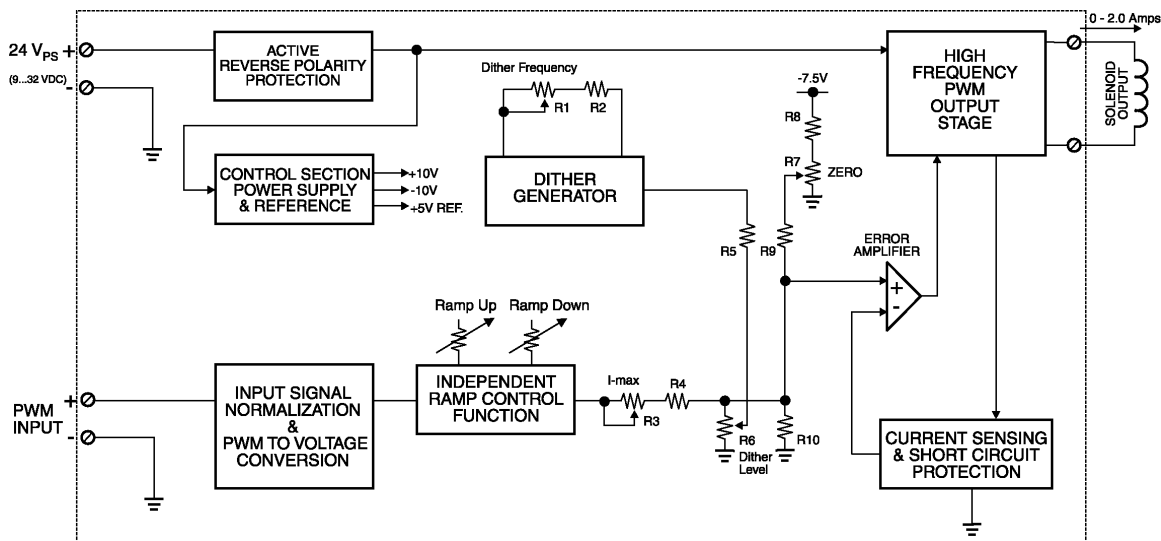 0 - 2.0 Amps
24 VPS +
(9...32 VDC)
-
ACTIVE
REVERSE POLARITY
PROTECTION
Dither Frequency
R1
R2
-7.5V
R8
R7
ZERO
HIGH
FREQUENCY
PWM
OUTPUT
STAGE
SOLENOID
OUTPUT
CONTROL SECTION
POWER SUPPLY
& REFERENCE
+10V
-10V
+5V REF.
DITHER
GENERATOR
R5
R9
ERROR
AMPLIFIER
+
-
Ramp Up
Ramp Down
PWM
INPUT
+
-
INPUT SIGNAL
NORMALIZATION
&
PWM TO VOLTAGE
CONVERSION
INDEPENDENT
RAMP CONTROL
FUNCTION
I-max
R3
R4
R6
Dither
Level
R10
CURRENT SENSING
& SHORT CIRCUIT
PROTECTION